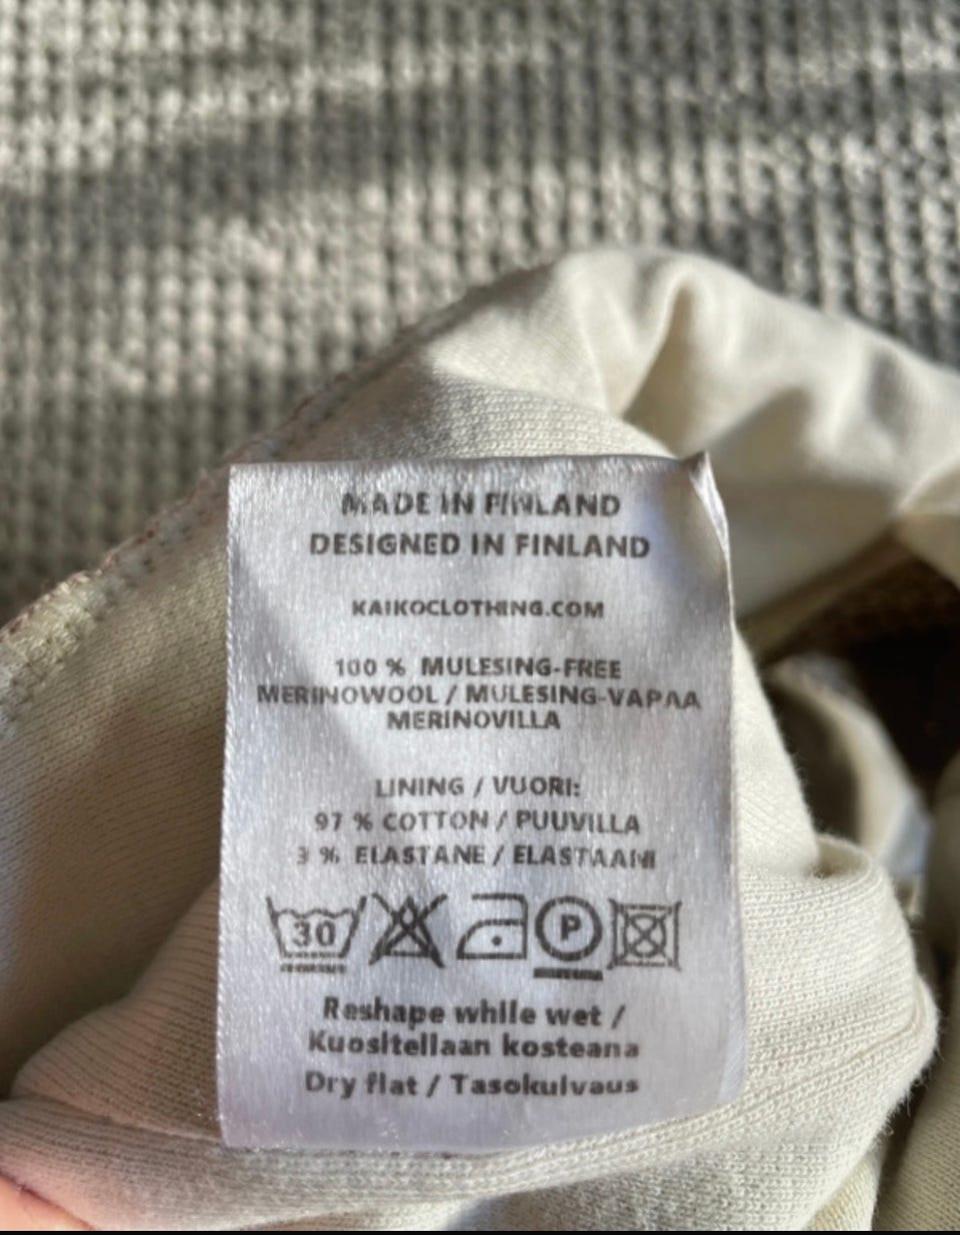 MADE IN FINLAND
DESIGNED IN FINLAND
KAIKOCLOTHING.COM
100 % MULESING-FREE
MERINOWOOL / MULESING-VAPAA
MERINOVILLA
LINING / VUORI:
97 % COTTON / PUUVILLA
3 % ELASTANE / ELASTAANI
30 P
Reshape while wet /
Kuositellaan kosteana
Dry flat / Tasokuivaus